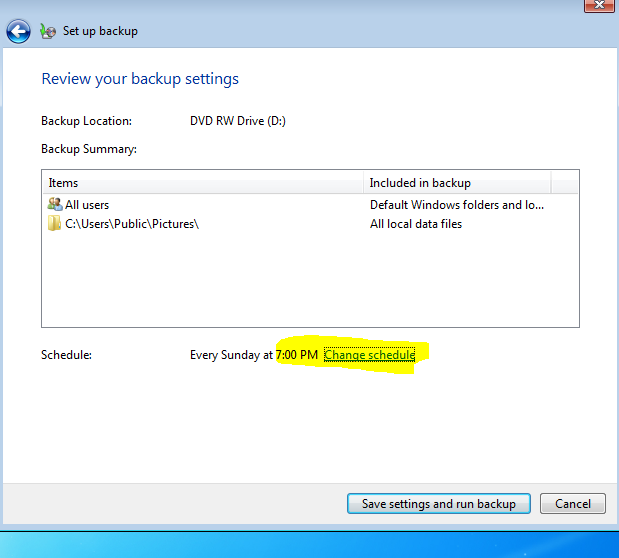 Set up backup
Review your backup settings
Backup Location: DVD RW Drive (D:)
Backup Summary:
Items Included in backup
All users Default Windows folders and lo...
C:\Users\Public\Pictures\ All local data files
Schedule: Every Sunday at 7:00 PM Change schedule
Save settings and run backup Cancel